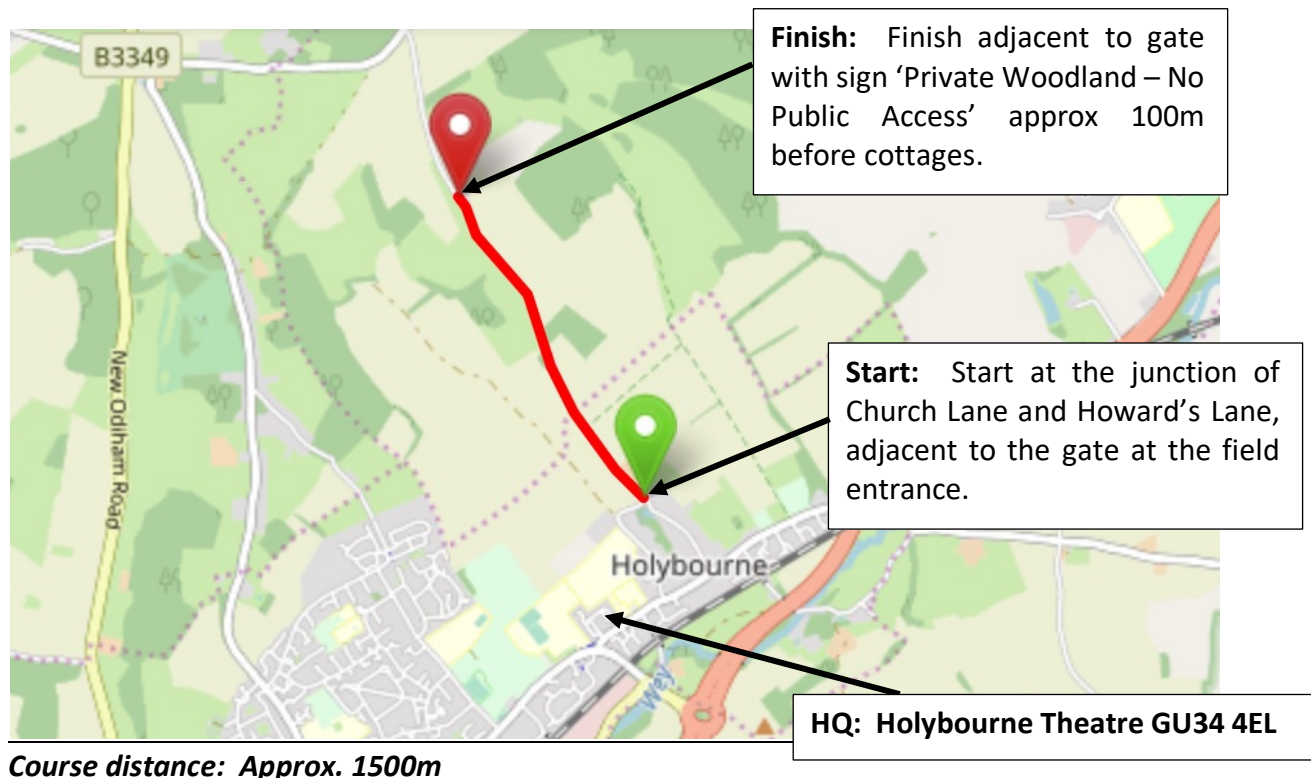 B3349
Finish: Finish adjacent to gate
with sign ‘Private Woodland – No
Public Access’ approx 100m
before cottages.
New Odiham Road
Start: Start at the junction of
Church Lane and Howard’s Lane,
adjacent to the gate at the field
entrance.
Holybourne
Wey
HQ: Holybourne Theatre GU34 4EL
Course distance: Approx. 1500m